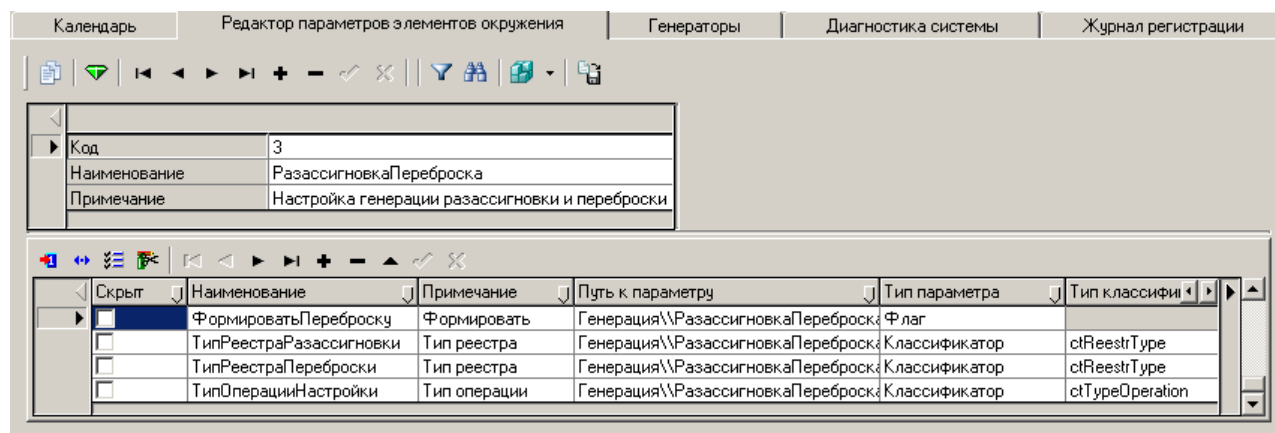 Календарь Редактор параметров элементов окружения Генераторы Диагностика системы Журнал регистрации
Код 3
Наименование РазассигновкаПереброска
Примечание Настройка генерации разассигновки и переброски
Скрыт Наименование Примечание Путь к параметру Тип параметра Тип классифи
ФормироватьПереброску Формировать Генерация\\РазассигновкаПереброска Флаг
ТипРеестраРазассигновки Тип реестра Генерация\\РазассигновкаПереброска Классификатор ctReestrType
ТипРеестраПереброски Тип реестра Генерация\\РазассигновкаПереброска Классификатор ctReestrType
ТипОперацииНастройки Тип операции Генерация\\РазассигновкаПереброска Классификатор ctTypeOperation